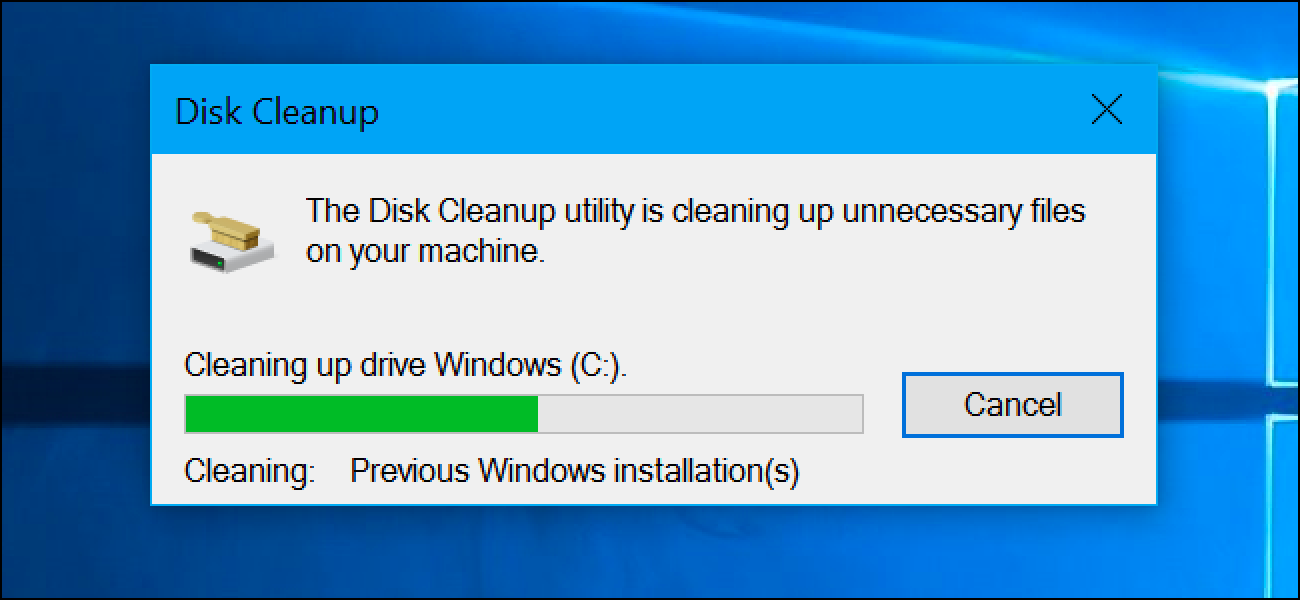 Disk Cleanup
The Disk Cleanup utility is cleaning up unnecessary files
on your machine.
Cleaning up drive Windows (C:).
Cancel
Cleaning: Previous Windows installation(s)